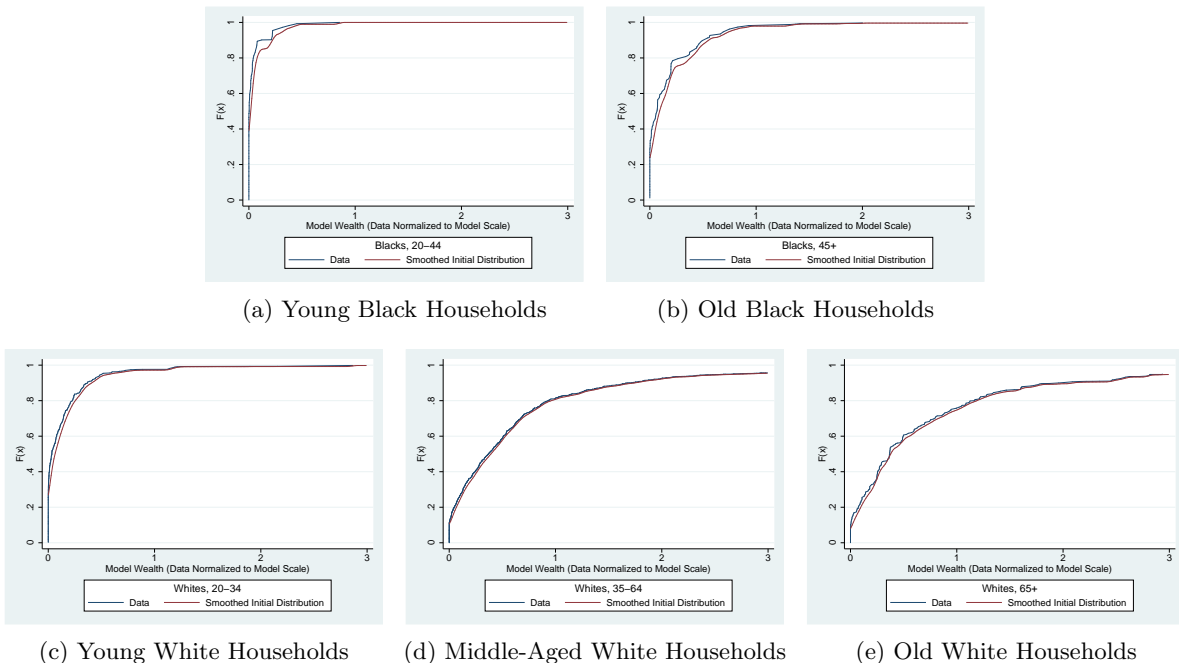 F(x)
0 .2 .4 .6 .8 1
0 1 2 3
Model Wealth (Data Normalized to Model Scale)
Blacks, 20–44
Data Smoothed Initial Distribution
(a) Young Black Households
F(x)
0 .2 .4 .6 .8 1
0 1 2 3
Model Wealth (Data Normalized to Model Scale)
Blacks, 45+
Data Smoothed Initial Distribution
(b) Old Black Households
F(x)
0 .2 .4 .6 .8 1
0 1 2 3
Model Wealth (Data Normalized to Model Scale)
Whites, 20–34
Data Smoothed Initial Distribution
(c) Young White Households
F(x)
0 .2 .4 .6 .8 1
0 1 2 3
Model Wealth (Data Normalized to Model Scale)
Whites, 35–64
Data Smoothed Initial Distribution
(d) Middle-Aged White Households
F(x)
0 .2 .4 .6 .8 1
0 1 2 3
Model Wealth (Data Normalized to Model Scale)
Whites, 65+
Data Smoothed Initial Distribution
(e) Old White Households